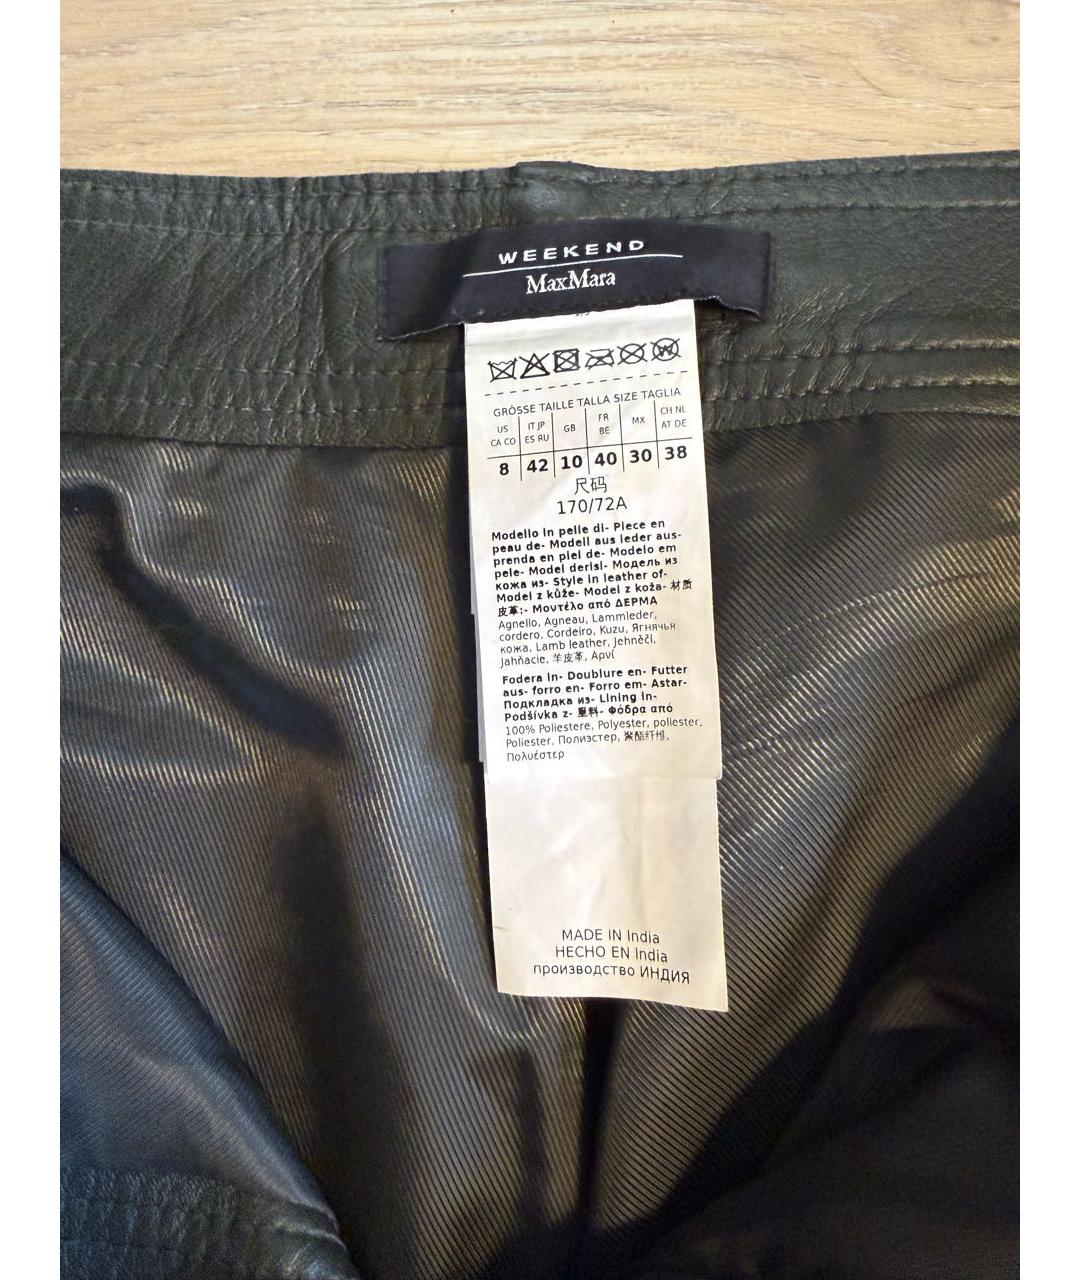 WEEKEND
MaxMara
GRÖSSE TAILLE TALLA SIZE TAGLIA
US CA CO IT JP ES RU GB FR BE MX CH NL AT DE
8 42 10 40 30 38
尺码
170/72A
Modello in pelle di- Piece en
peau de- Modell aus leder aus-
prenda en piel de- Modelo em
pele- Model derisi- Модель из
кожа из- Style in leather of-
Model z kůže- Model z koža- 材质
皮革:- Μοντέλο από ΔΕΡΜΑ
Agnello, Agneau, Lammleder,
cordero, Cordeiro, Kuzu, Ягнячья
кожа, Lamb leather, Jehněčí,
Jahňacie, 羊皮革, Αρνί
Fodera in- Doublure en- Futter
aus- forro en- Forro em- Astar-
Подкладка из- Lining in-
Podšívka z- 里料- Φόδρα από
100% Poliestere, Polyester, poliester,
Poliester, Полиэстер, 聚酯纤维,
Πολυέστερ
MADE IN India
HECHO EN India
производство ИНДИЯ